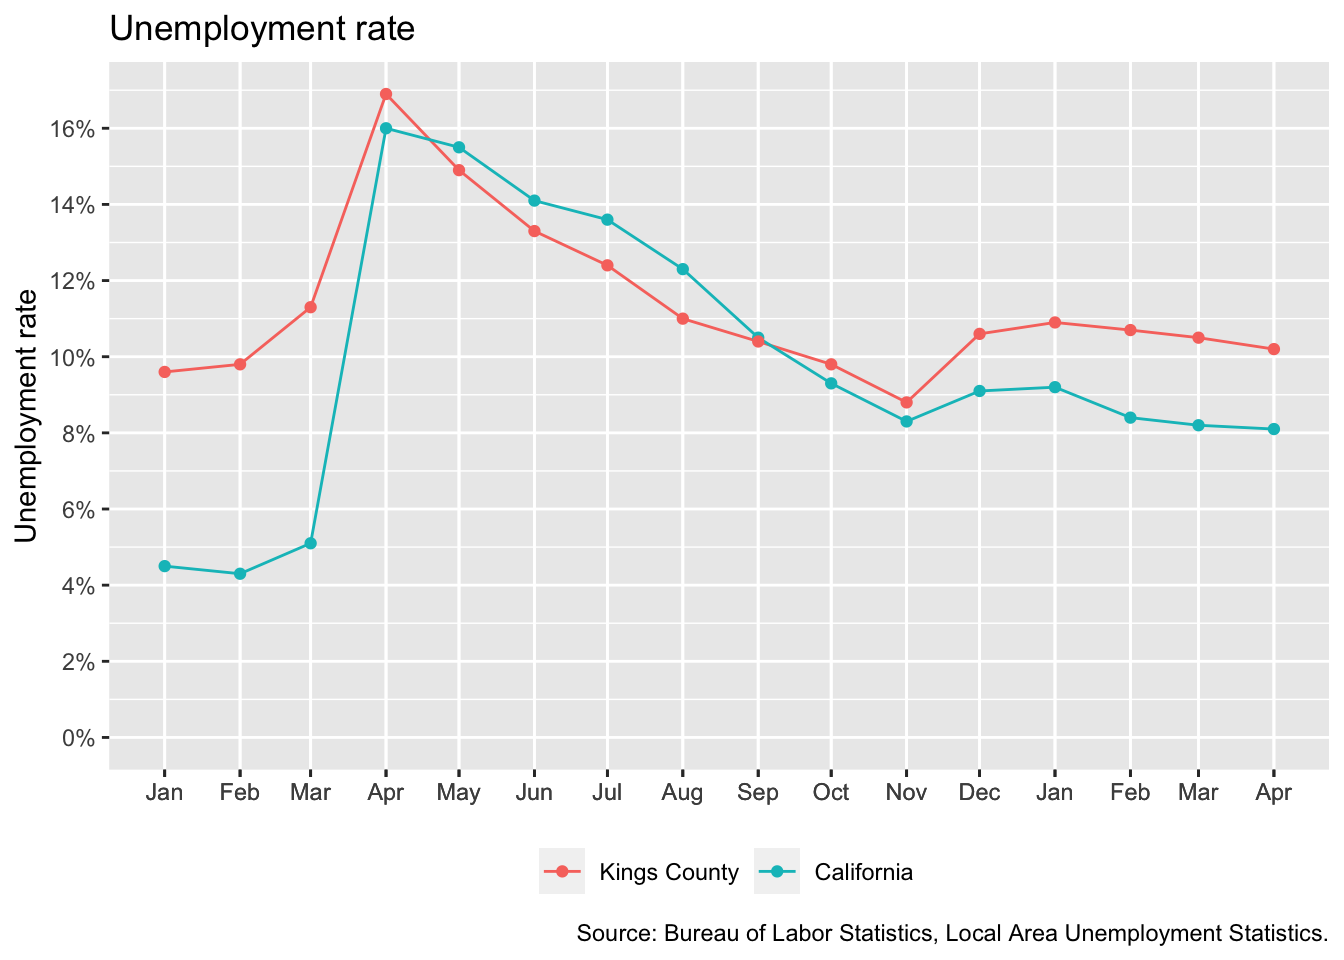 Unemployment rate
Unemployment rate
16%
14%
12%
10%
8%
6%
4%
2%
0%
Jan Feb Mar Apr May Jun Jul Aug Sep Oct Nov Dec Jan Feb Mar Apr
Kings County California
Source: Bureau of Labor Statistics, Local Area Unemployment Statistics.